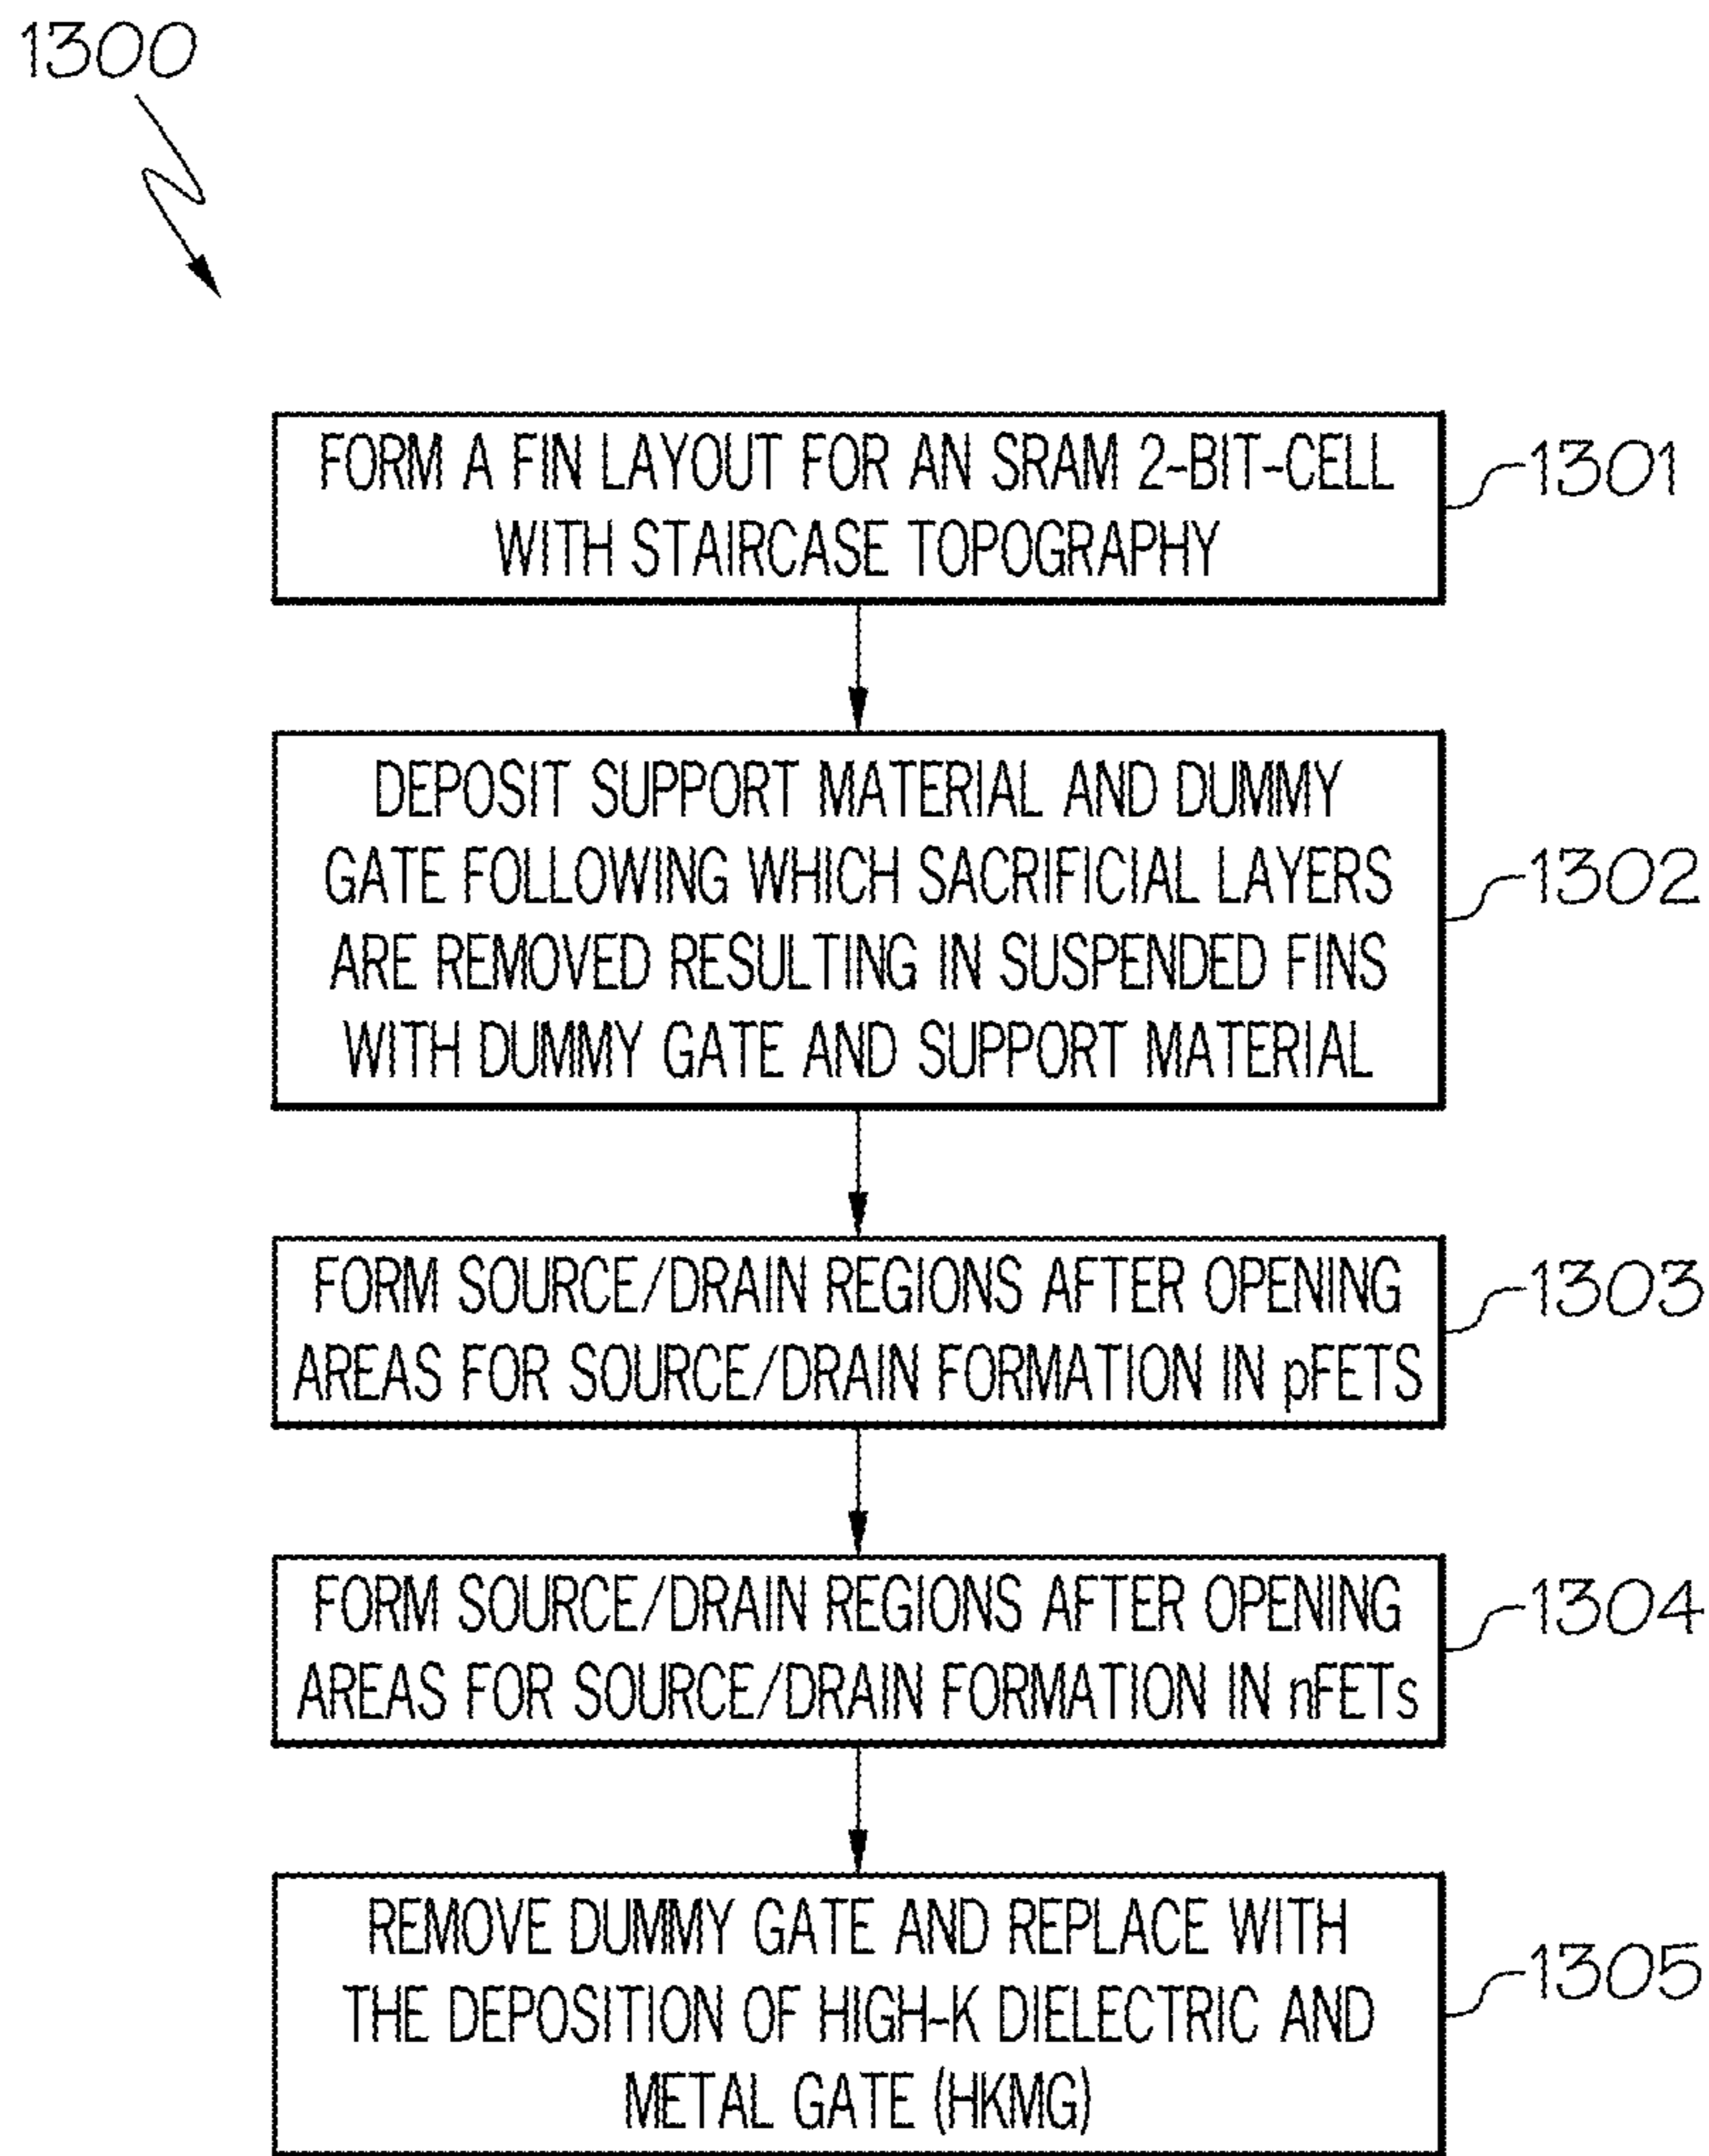 1300
FORM A FIN LAYOUT FOR AN SRAM 2-BIT-CELL
WITH STAIRCASE TOPOGRAPHY
1301
DEPOSIT SUPPORT MATERIAL AND DUMMY
GATE FOLLOWING WHICH SACRIFICIAL LAYERS
ARE REMOVED RESULTING IN SUSPENDED FINS
WITH DUMMY GATE AND SUPPORT MATERIAL
1302
FORM SOURCE/DRAIN REGIONS AFTER OPENING
AREAS FOR SOURCE/DRAIN FORMATION IN pFETS
1303
FORM SOURCE/DRAIN REGIONS AFTER OPENING
AREAS FOR SOURCE/DRAIN FORMATION IN nFETs
1304
REMOVE DUMMY GATE AND REPLACE WITH
THE DEPOSITION OF HIGH-K DIELECTRIC AND
METAL GATE (HKMG)
1305